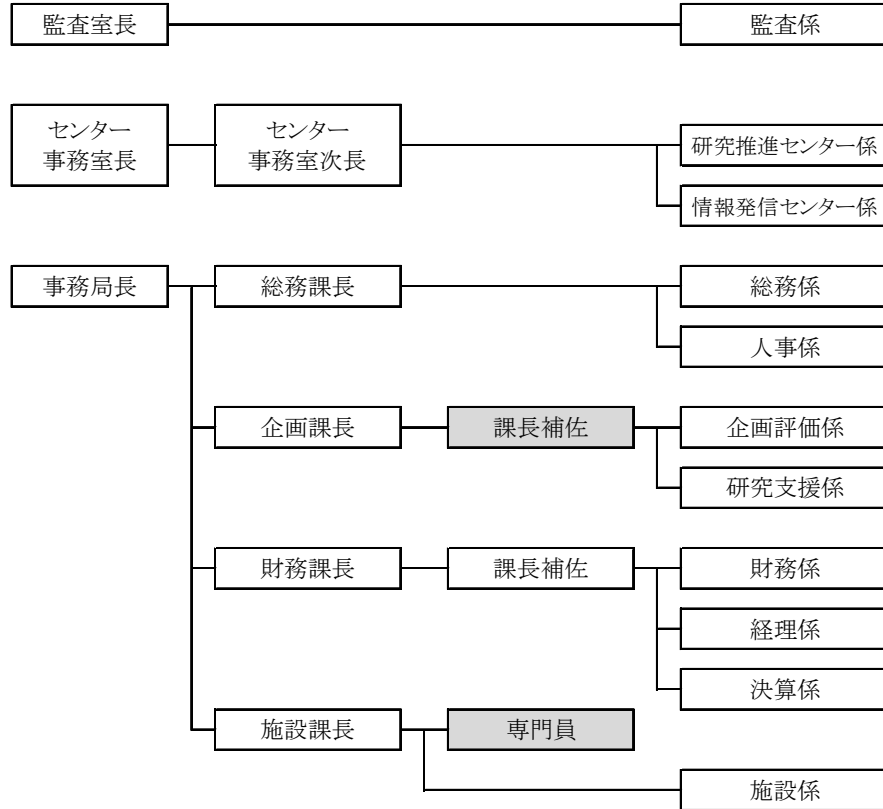 監査室長
監査係
センター
事務室長
センター
事務室次長
研究推進センター係
情報発信センター係
事務局長
総務課長
総務係
人事係
企画課長
課長補佐
企画評価係
研究支援係
財務課長
課長補佐
財務係
経理係
決算係
施設課長
専門員
施設係